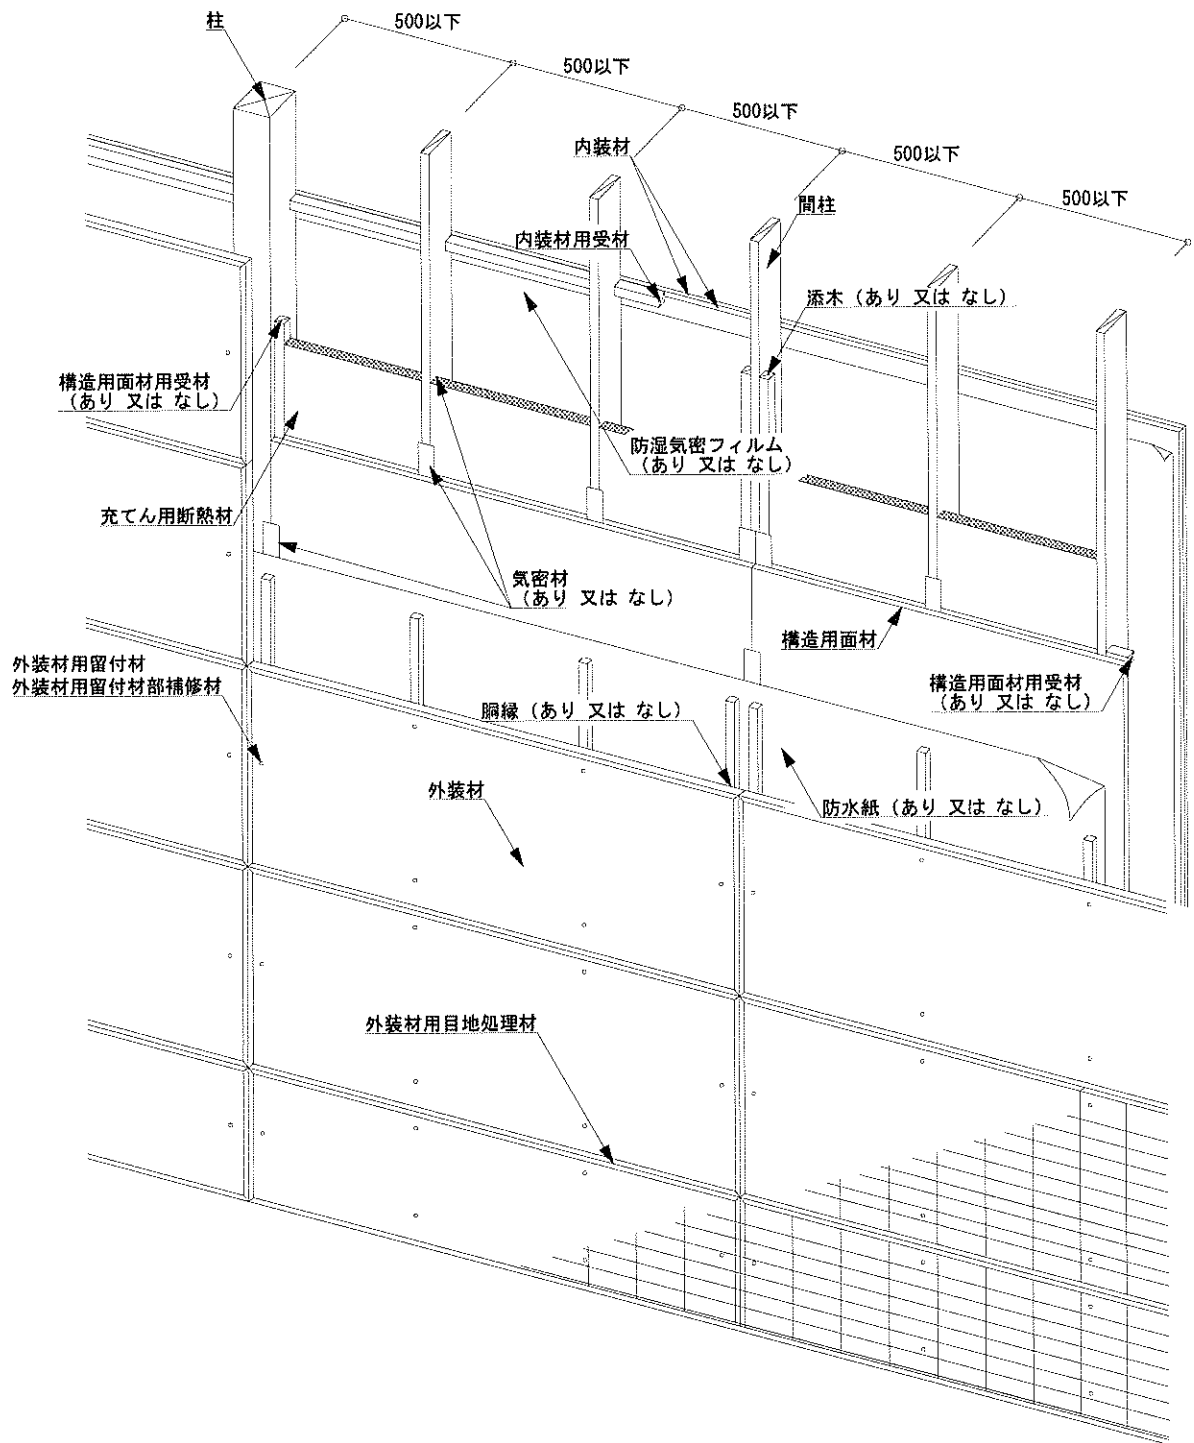 柱
500以下
500以下
500以下
500以下
500以下
内装材
間柱
内装材用受材
添木（あり 又は なし）
構造用面材用受材
（あり 又は なし）
防湿気密フィルム
（あり 又は なし）
充てん用断熱材
気密材
（あり 又は なし）
構造用面材
外装材用留付材
外装材用留付材部補修材
構造用面材用受材
（あり 又は なし）
胴縁（あり 又は なし）
外装材
防水紙（あり 又は なし）
外装材用目地処理材